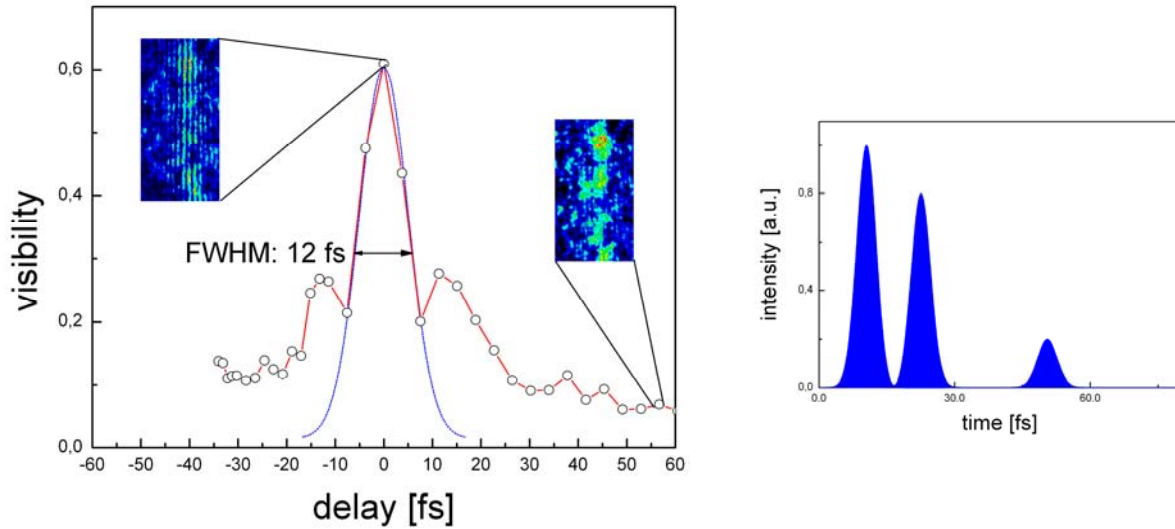 0,6
0,4
0,2
0,0
visibility
FWHM: 12 fs
-60 -50 -40 -30 -20 -10 0 10 20 30 40 50 60
delay [fs]
0,8
0,4
0,0
intensity [a.u.]
0.0 30.0 60.0
time [fs]